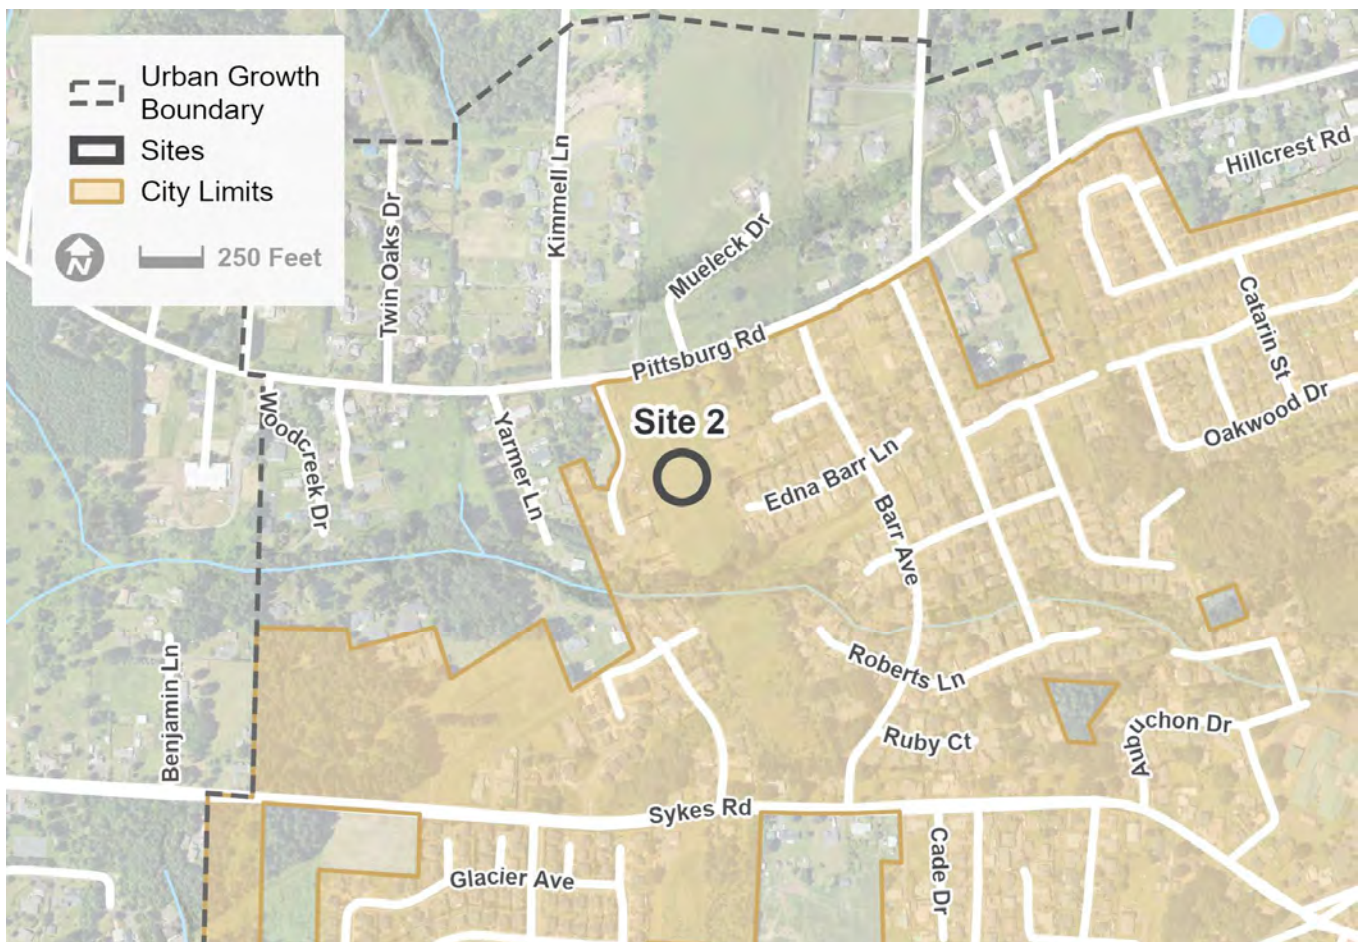 Urban Growth
Boundary
Sites
City Limits
N
250 Feet
Hillcrest Rd
Kimmell Ln
Twin Oaks Dr
Mueleck Dr
Catarin St
Pittsburg Rd
Oakwood Dr
Woodcreek Dr
Yarmer Ln
Site 2
Edna Barr Ln
Barr Ave
Benjamin Ln
Roberts Ln
Ruby Ct
Aubuchon Dr
Sykes Rd
Cade Dr
Glacier Ave